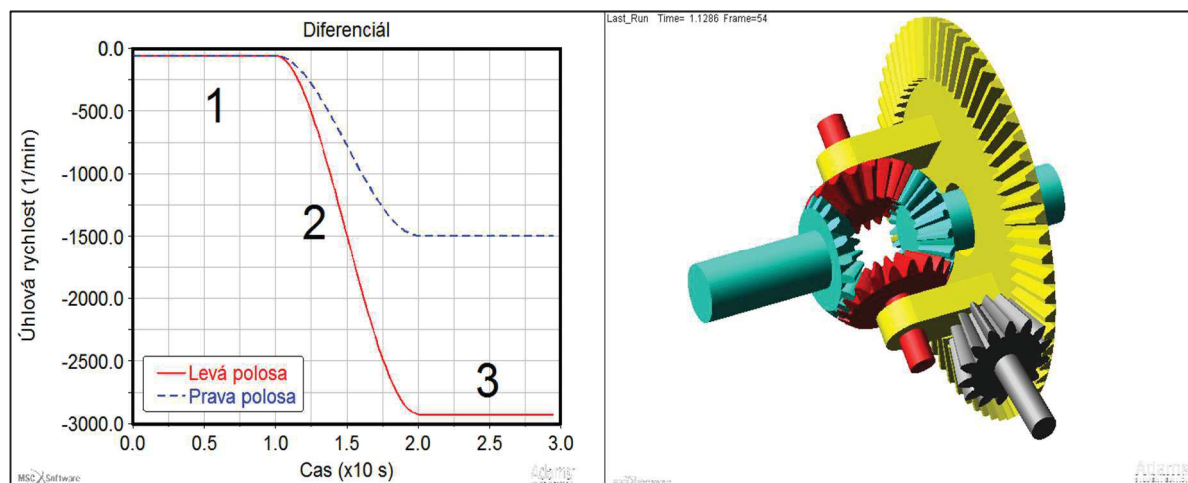 Diferenciál
0.0
-500.0
-1000.0
-1500.0
-2000.0
-2500.0
-3000.0
Úhlová rychlost (1/min)
1
2
3
Levá polosa
Prava polosa
0.0 0.5 1.0 1.5 2.0 2.5 3.0
Cas (x10 s)
MSC Software
Adams
Last_Run Time= 1.1286 Frame=54
Adams